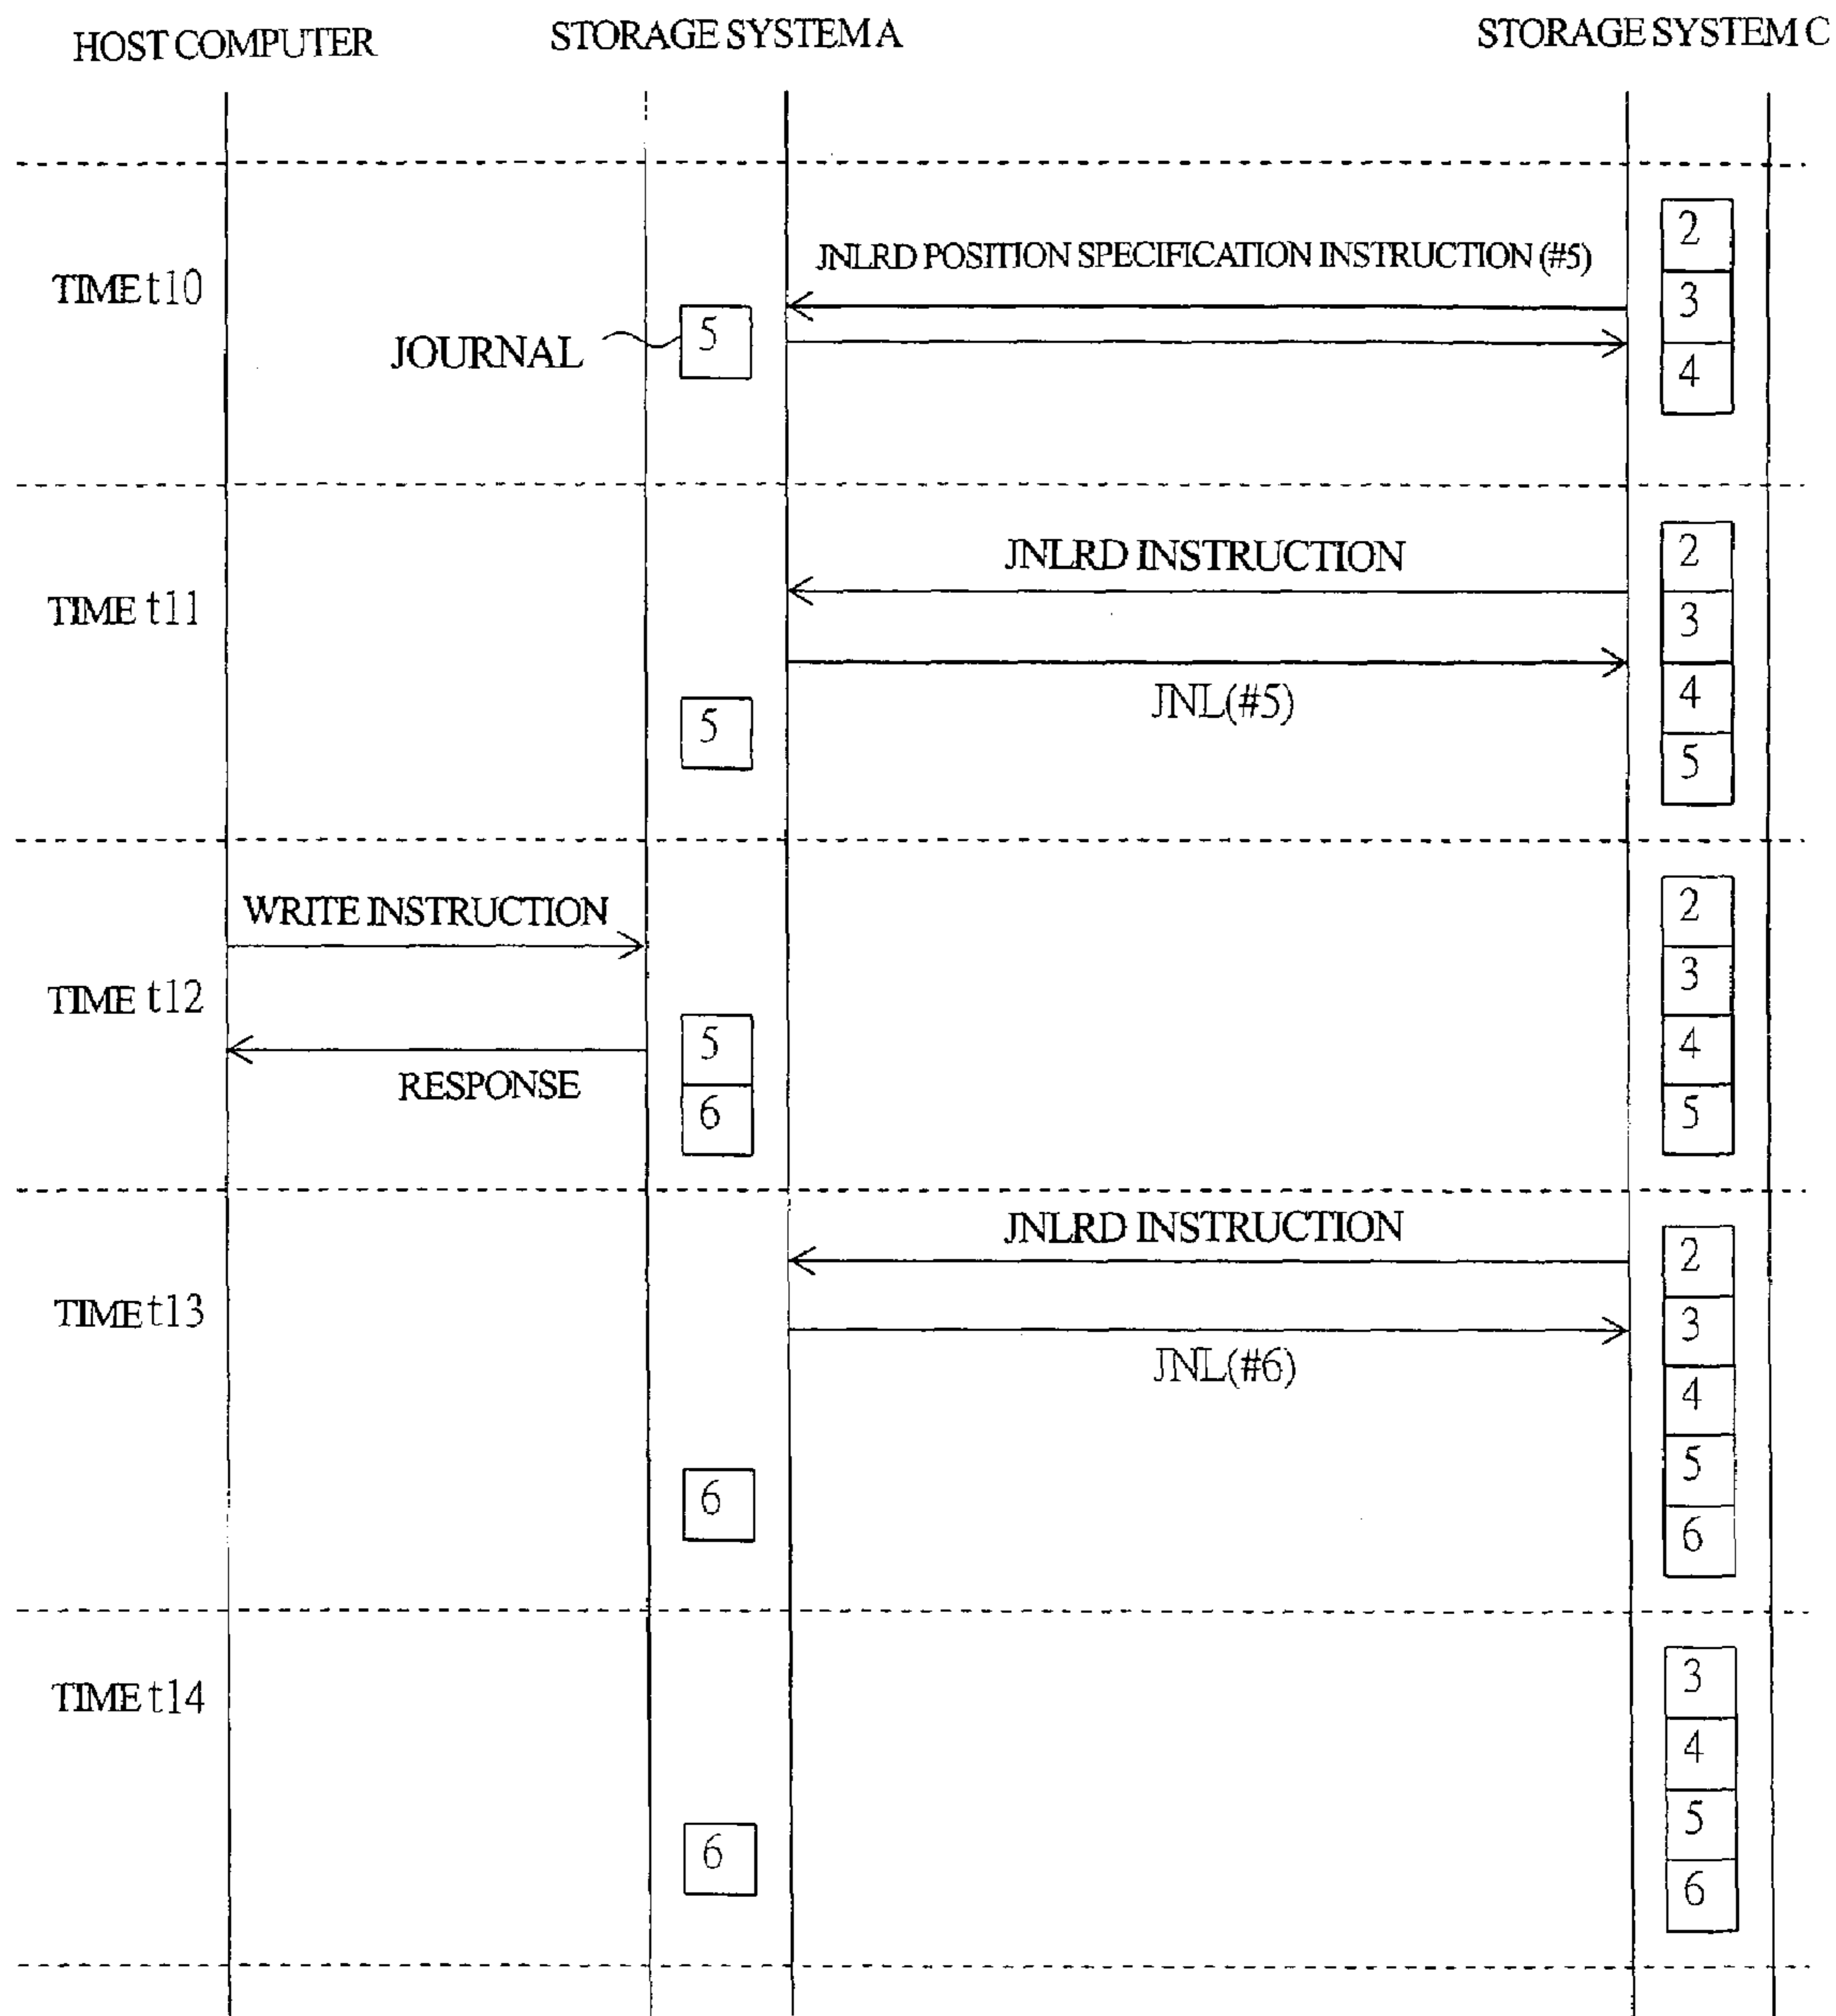 HOST COMPUTER STORAGE SYSTEM A STORAGE SYSTEM C
TIME t10
JNLRD POSITION SPECIFICATION INSTRUCTION (#5)
JOURNAL
5
2
3
4
TIME t11
JNLRD INSTRUCTION
JNL(#5)
5
2
3
4
5
TIME t12
WRITE INSTRUCTION
RESPONSE
5
6
2
3
4
5
TIME t13
JNLRD INSTRUCTION
JNL(#6)
6
2
3
4
5
6
TIME t14
6
3
4
5
6